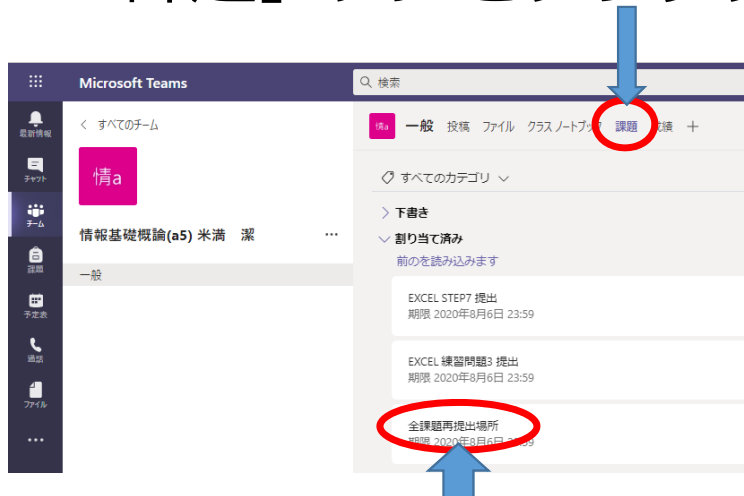 Microsoft Teams
検索
最新情報
チャット
チーム
課題
予定表
通話
ファイル
すべてのチーム
情a
情報基礎概論(a5) 米満 潔
一般
情a 一般 投稿 ファイル クラス ノートブック 課題 成績
すべてのカテゴリ
下書き
割り当て済み
前のを読み込みます
EXCEL STEP7 提出
期限 2020年8月6日 23:59
EXCEL 練習問題3 提出
期限 2020年8月6日 23:59
全課題再提出場所
期限 2020年8月6日 23:59